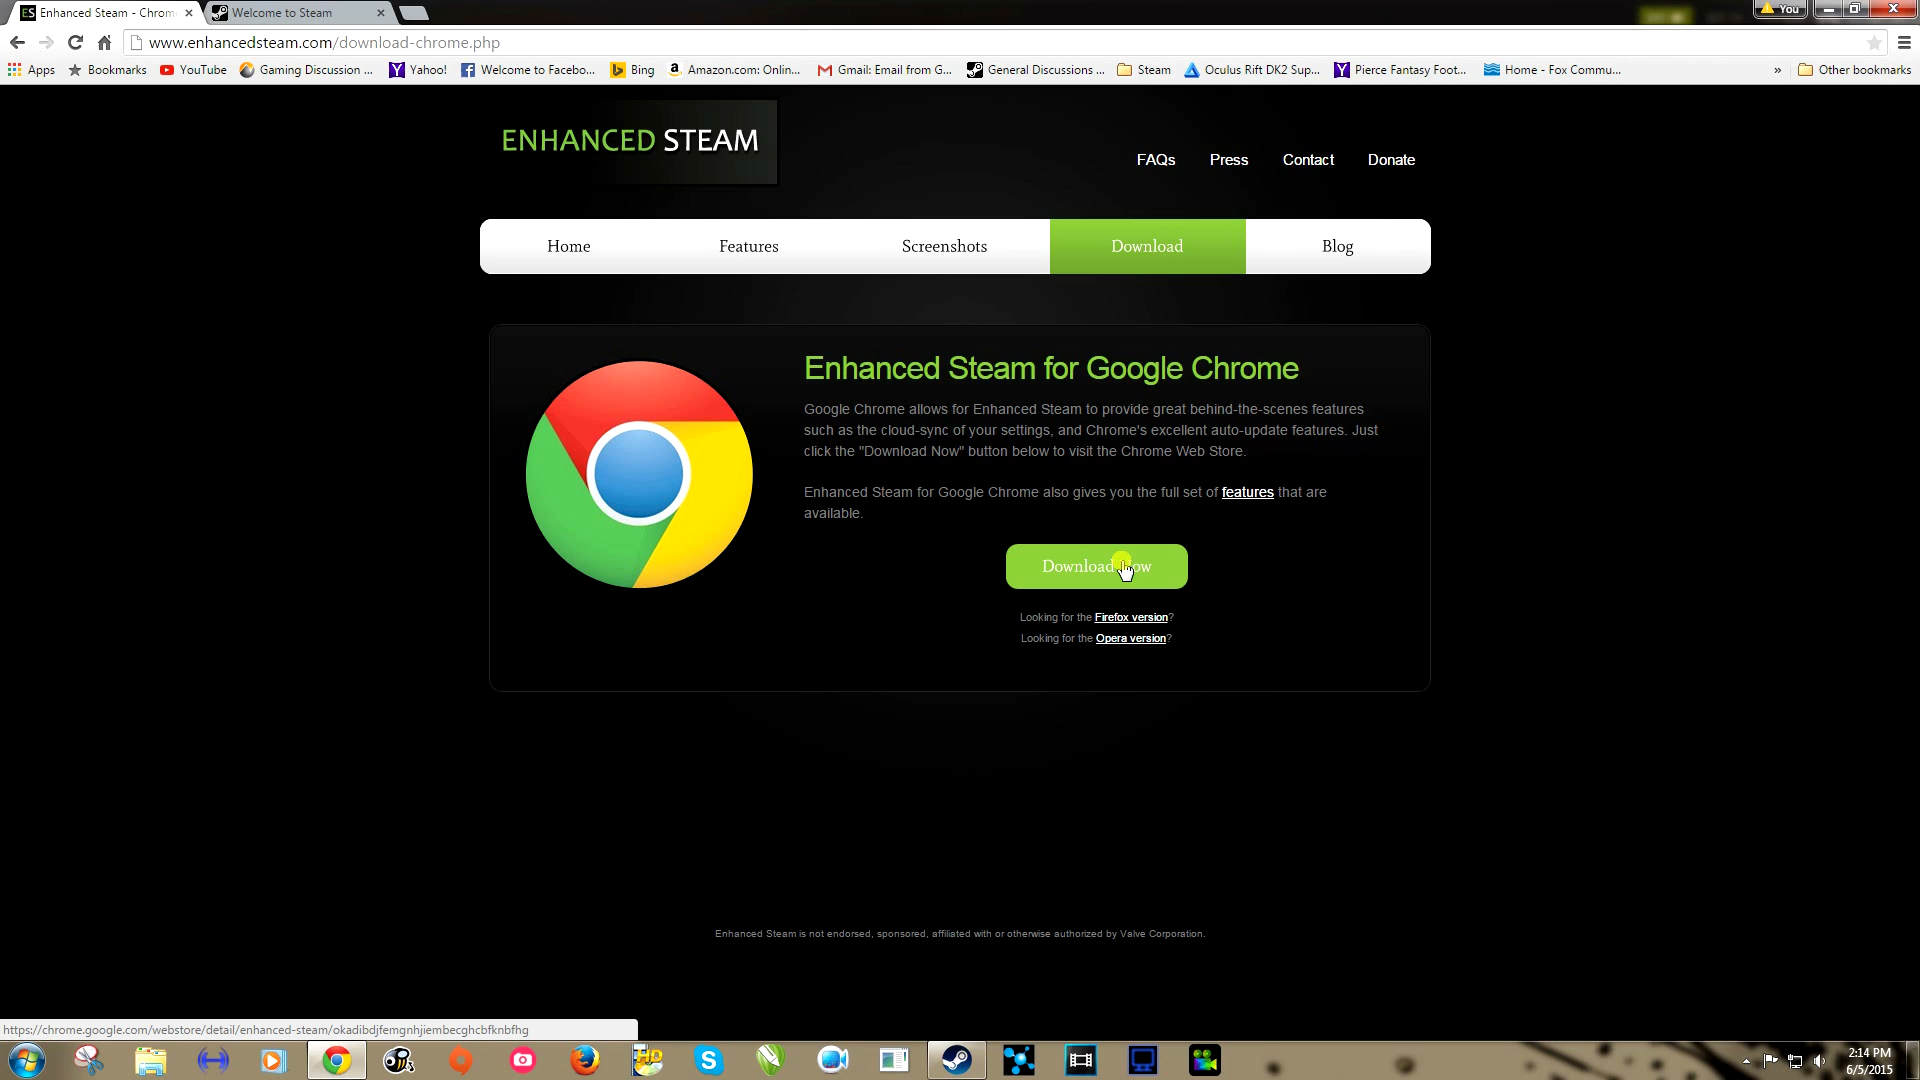 Enhanced Steam - Chrom
Welcome to Steam
You
www.enhancedsteam.com/download-chrome.php
Apps
Bookmarks
YouTube
Gaming Discussion ...
Yahoo!
Welcome to Facebo...
Bing
Amazon.com: Onlin...
Gmail: Email from G...
General Discussions ...
Steam
Oculus Rift DK2 Sup...
Pierce Fantasy Foot...
Home - Fox Commu...
» Other bookmarks
ENHANCED STEAM
FAQs
Press
Contact
Donate
Home
Features
Screenshots
Download
Blog
Enhanced Steam for Google Chrome
Google Chrome allows for Enhanced Steam to provide great behind-the-scenes features
such as the cloud-sync of your settings, and Chrome's excellent auto-update features. Just
click the "Download Now" button below to visit the Chrome Web Store.
Enhanced Steam for Google Chrome also gives you the full set of features that are
available.
Download Now
Looking for the Firefox version?
Looking for the Opera version?
Enhanced Steam is not endorsed, sponsored, affiliated with or otherwise authorized by Valve Corporation.
https://chrome.google.com/webstore/detail/enhanced-steam/okadibdjfemgnhjiembecghcbfknbfhg
2:14 PM
6/5/2015